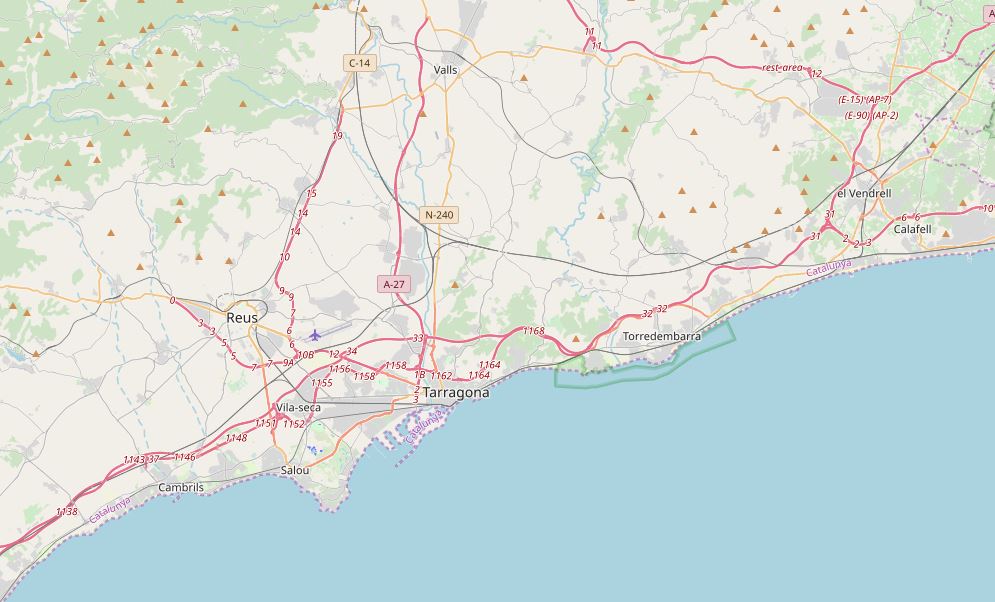 A
11
11
C-14
Valls
rest area
12
(E-15) (AP-7)
(E-90) (AP-2)
19
15
14
14
N-240
el Vendrell
31
31
6
6
10
Calafell
2
2
3
10
Catalunya
A-27
9
9
7
6
0
Reus
3
3
5
5
32
32
33
1168
Torredembarra
7
7
9A
10B
12
34
1156
1158
1158
1155
1B
1162
1164
1164
2
3
Tarragona
Vila-seca
1151
1152
Catalunya
1148
1143
37
1146
Salou
Cambrils
1138
Catalunya